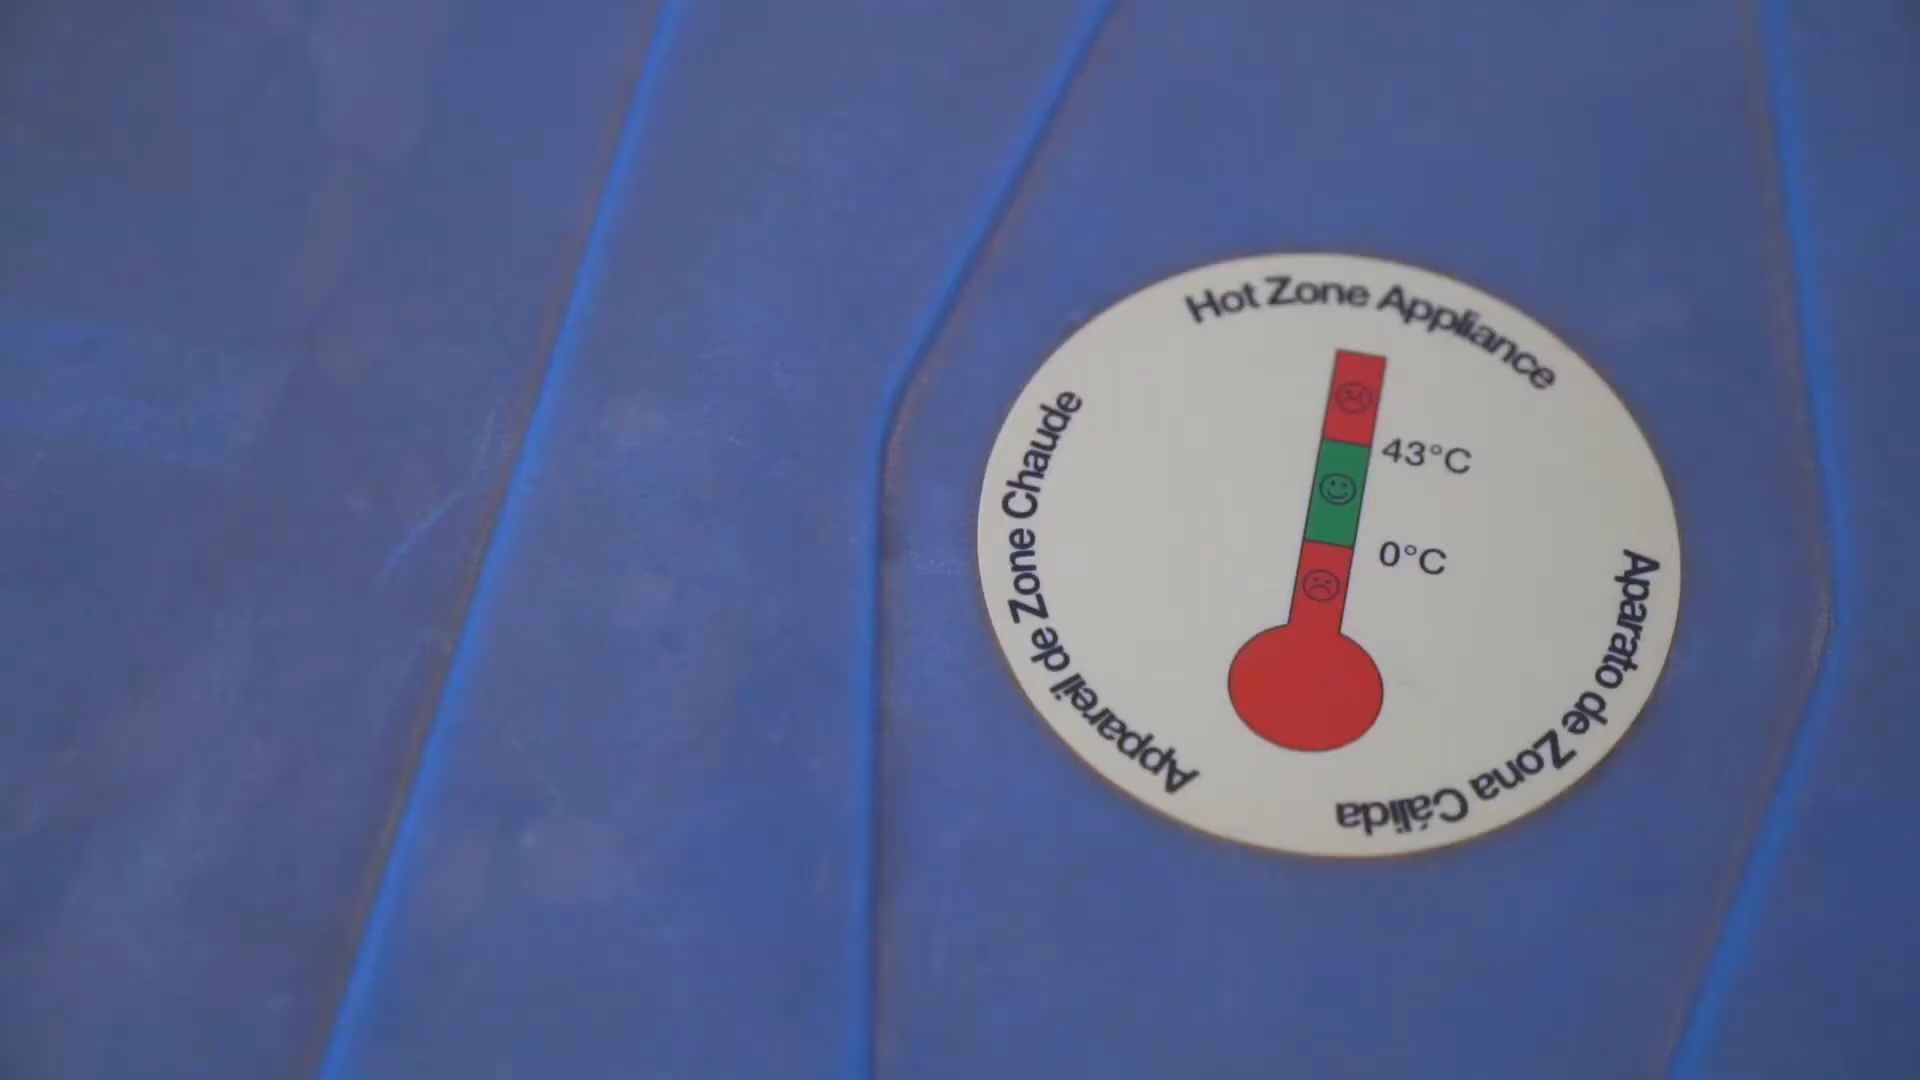 Hot Zone Appliance
43°C
0°C
Appareil de Zone Chaude
Aparato de Zona Cálida